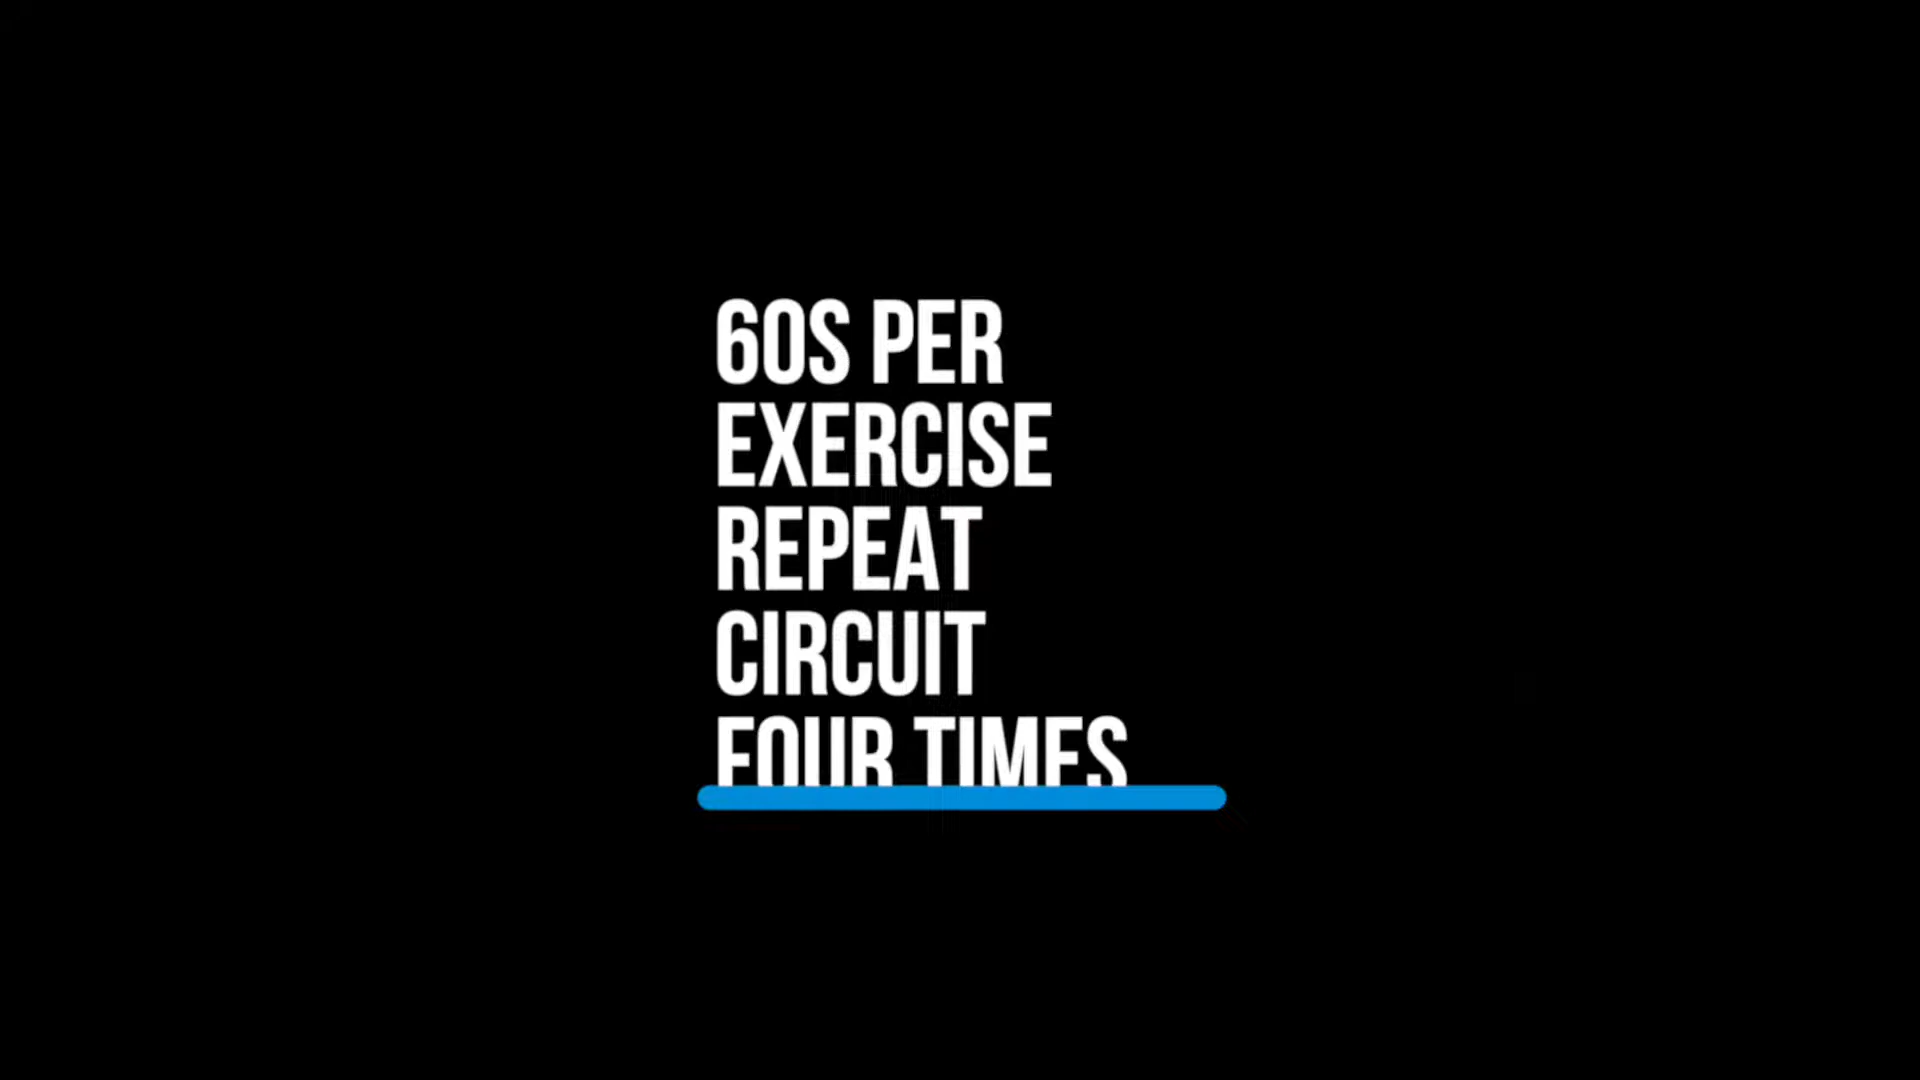 60S PER
EXERCISE
REPEAT
CIRCUIT
FOUR TIMES